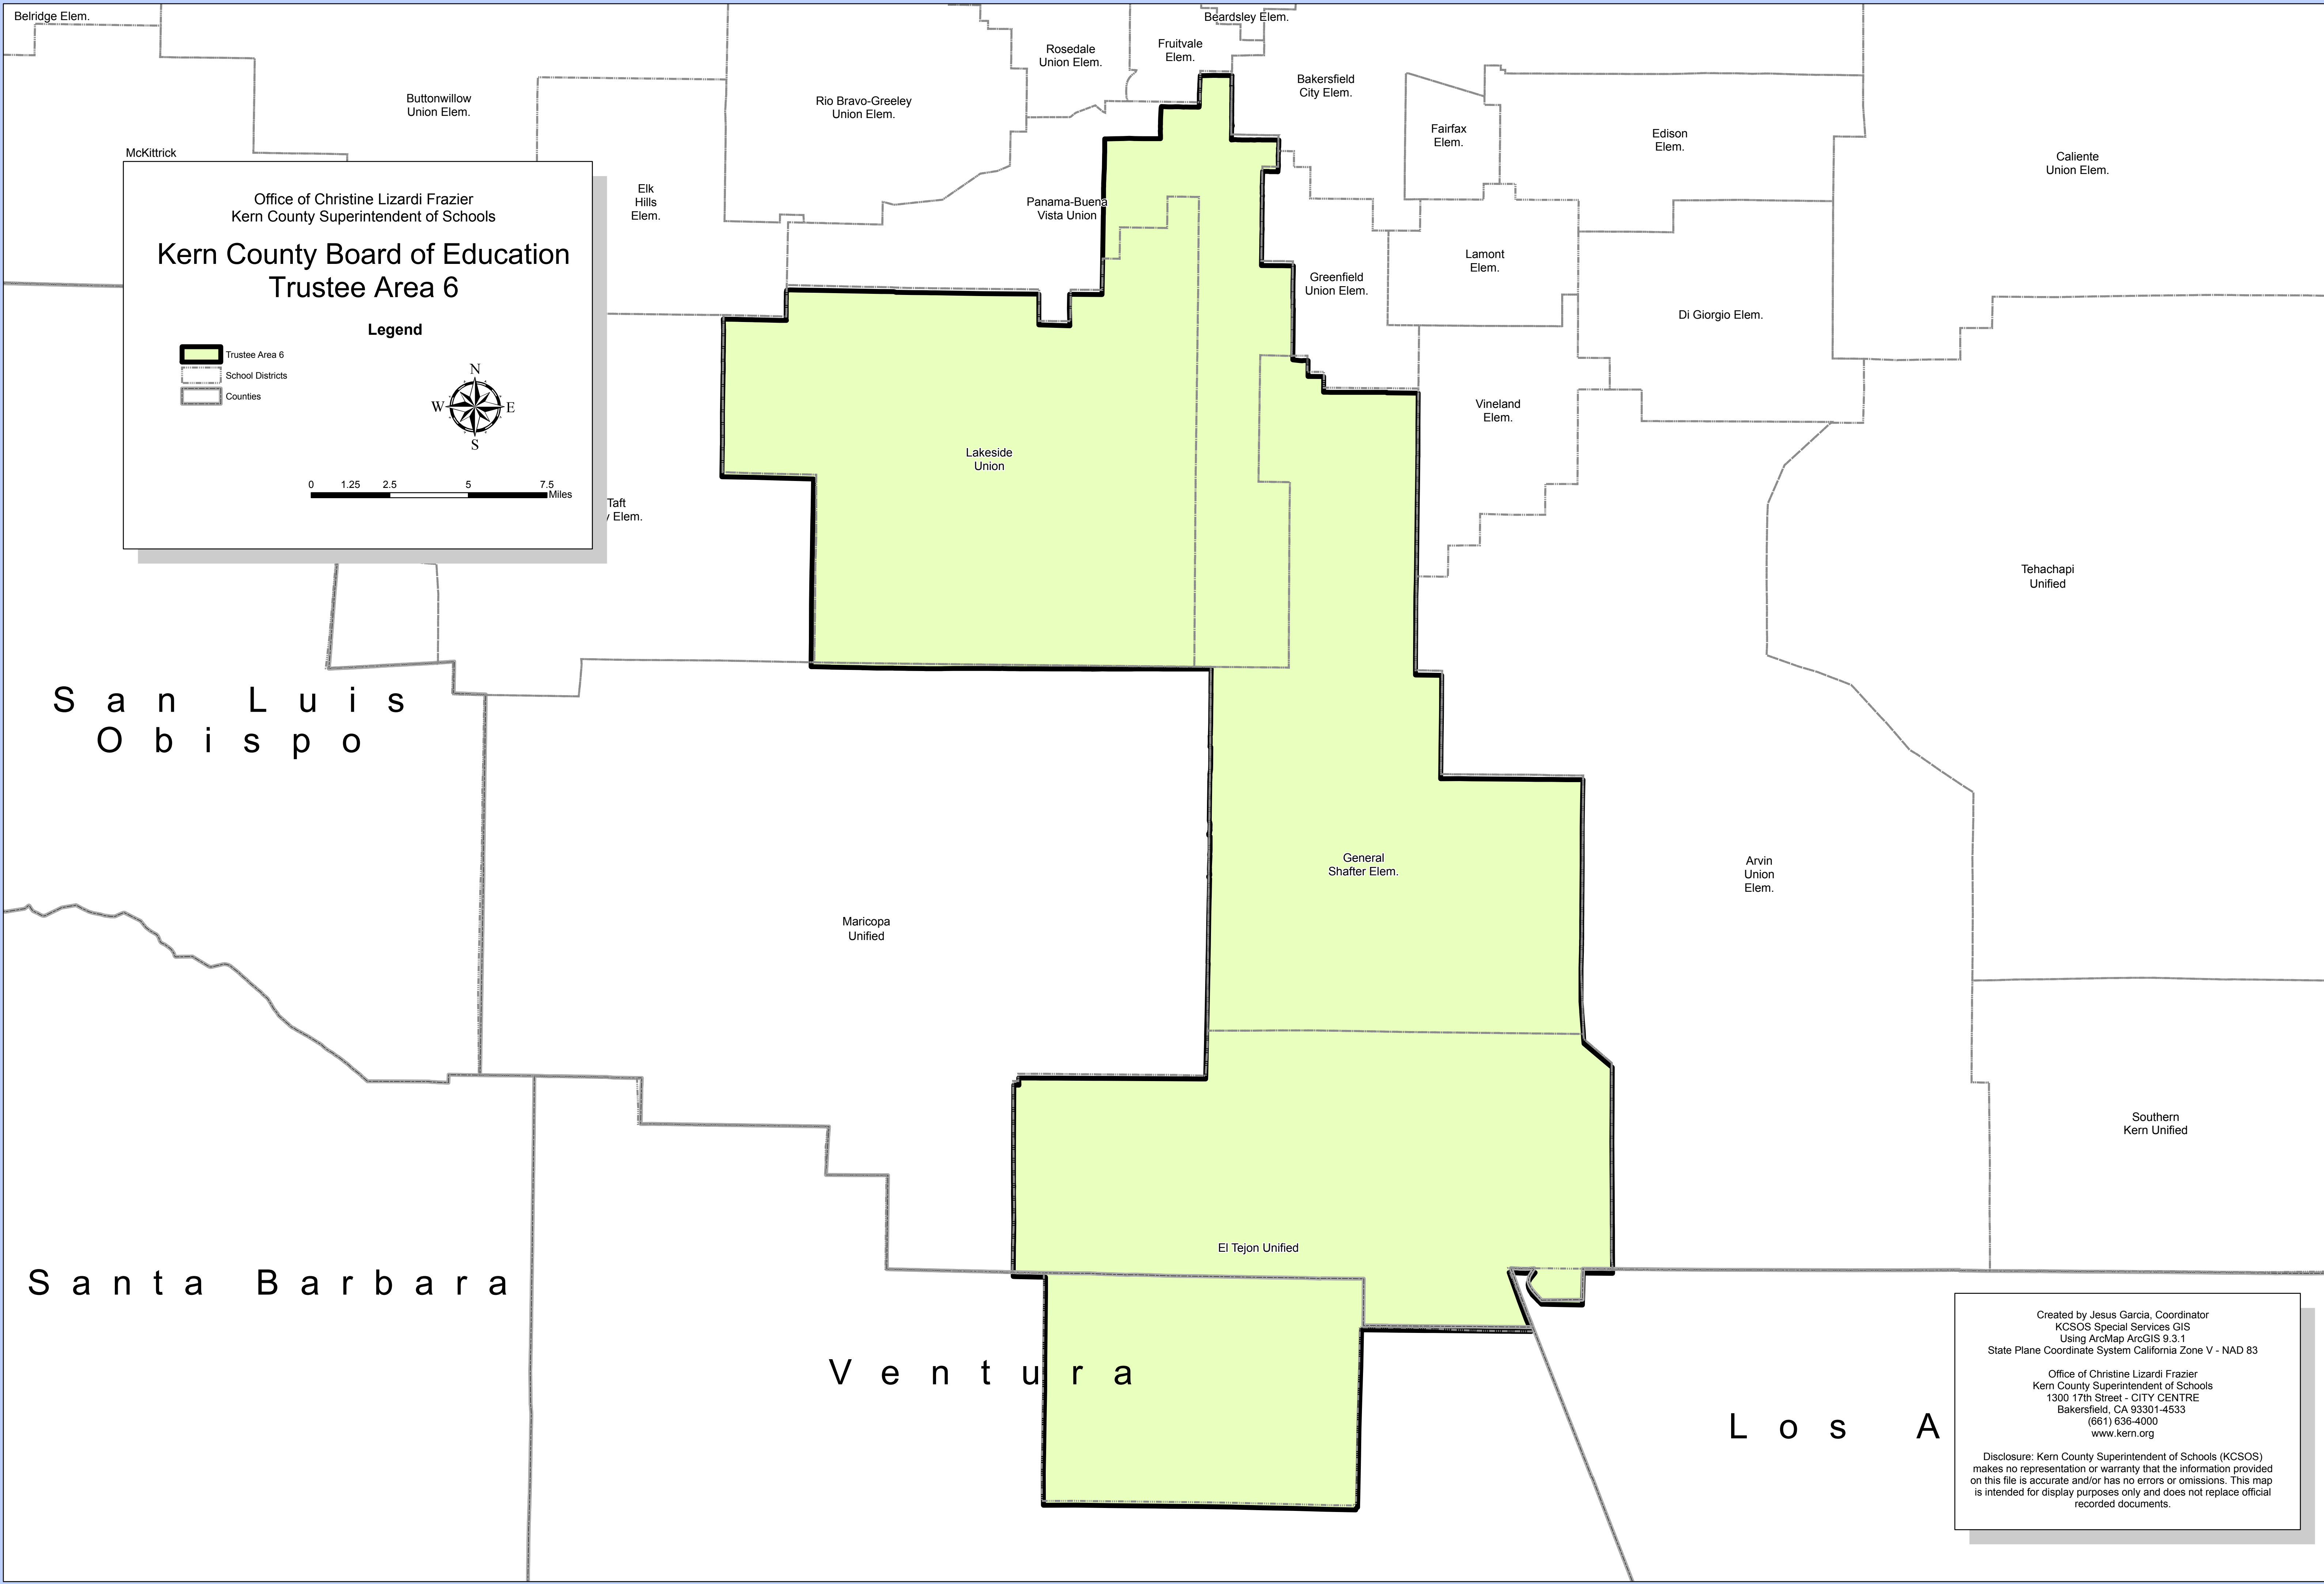 Belridge Elem.
Beardsley Elem.
Rosedale
Union Elem.
Fruitvale
Elem.
Bakersfield
City Elem.
Buttonwillow
Union Elem.
Rio Bravo-Greeley
Union Elem.
Fairfax
Elem.
Edison
Elem.
Caliente
Union Elem.
McKittrick
Office of Christine Lizardi Frazier
Kern County Superintendent of Schools
Kern County Board of Education
Trustee Area 6
Legend
Trustee Area 6
School Districts
Counties
N
W
E
S
0 1.25 2.5 5 7.5
Miles
Elk
Hills
Elem.
Panama-Buena
Vista Union
Greenfield
Union Elem.
Lamont
Elem.
Di Giorgio Elem.
Vineland
Elem.
Lakeside
Union
Taft
y Elem.
Tehachapi
Unified
San Luis
Obispo
General
Shafter Elem.
Arvin
Union
Elem.
Maricopa
Unified
Southern
Kern Unified
El Tejon Unified
Santa Barbara
Ventura
Los A
Created by Jesus Garcia, Coordinator
KCSOS Special Services GIS
Using ArcMap ArcGIS 9.3.1
State Plane Coordinate System California Zone V - NAD 83
Office of Christine Lizardi Frazier
Kern County Superintendent of Schools
1300 17th Street - CITY CENTRE
Bakersfield, CA 93301-4533
(661) 636-4000
www.kern.org
Disclosure: Kern County Superintendent of Schools (KCSOS)
makes no representation or warranty that the information provided
on this file is accurate and/or has no errors or omissions. This map
is intended for display purposes only and does not replace official
recorded documents.